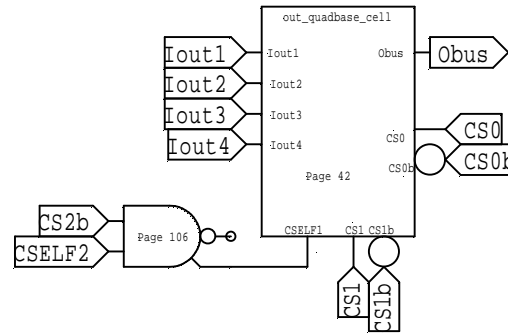 out_quadbase_cell
Iout1
Iout1
Obus
Obus
Iout2
Iout2
Iout3
Iout3
Iout4
Iout4
CS0
CS0
CS0b
CS0b
Page 42
CS2b
Page 106
CSELF2
CSELF1
CS1
CS1b
CS1
CS1b